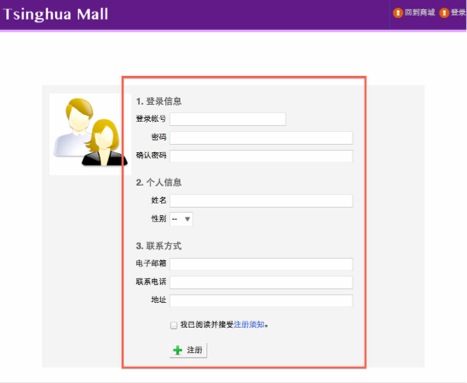 Tsinghua Mall
回到商城 登录
1. 登录信息
登录帐号
密码
确认密码
2. 个人信息
姓名
性别 --
3. 联系方式
电子邮箱
联系电话
地址
我已阅读并接受注册须知。
注册